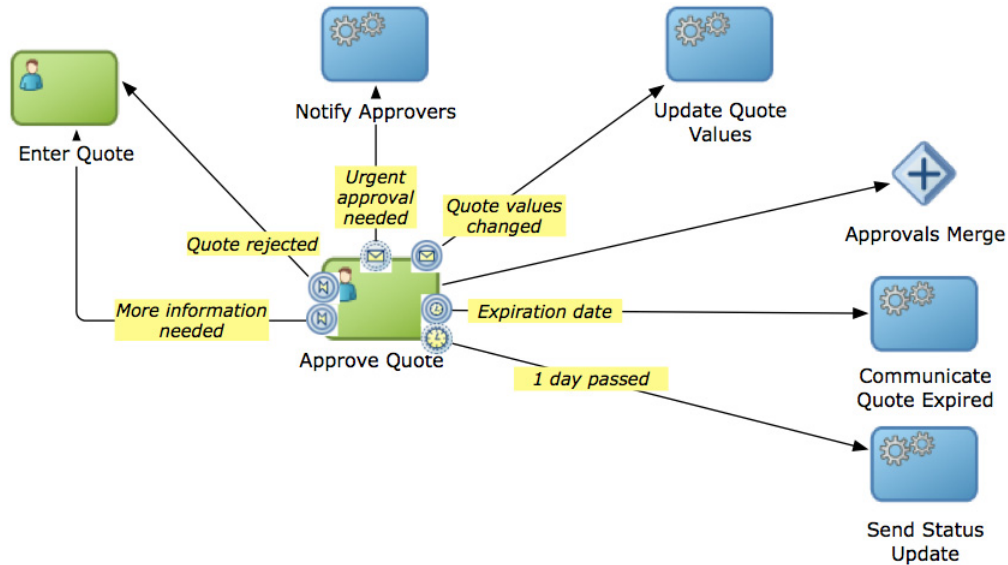 Notify Approvers
Update Quote
Values
Enter Quote
Urgent
approval
needed
Quote values
changed
Approvals Merge
Quote rejected
More information
needed
Expiration date
Approve Quote
1 day passed
Communicate
Quote Expired
Send Status
Update